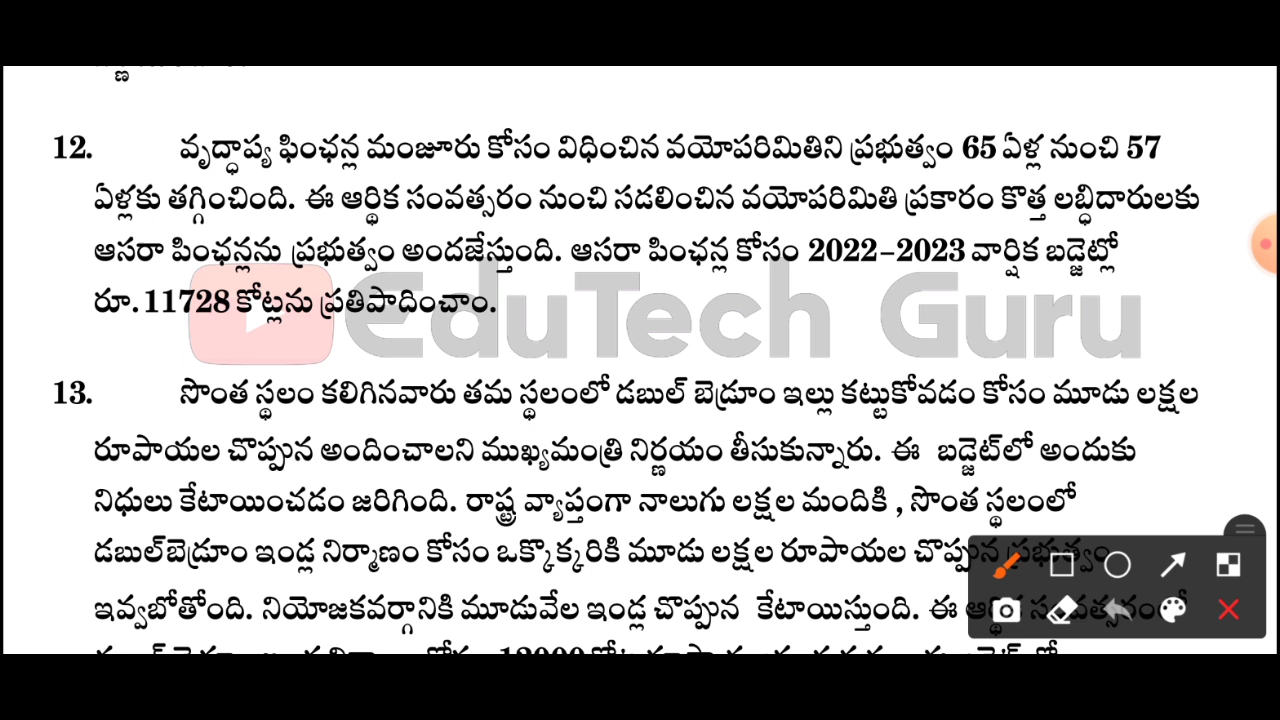 12. వృద్ధాప్య ఫింఛన్ల మంజూరు కోసం విధించిన వయోపరిమితిని ప్రభుత్వం 65 ఏళ్ల నుంచి 57
ఏళ్లకు తగ్గించింది. ఈ ఆర్థిక సంవత్సరం నుంచి సడలించిన వయోపరిమితి ప్రకారం కొత్త లబ్ధిదారులకు
ఆసరా పింఛన్లను ప్రభుత్వం అందజేస్తుంది. ఆసరా పింఛన్ల కోసం 2022-2023 వార్షిక బడ్జెట్లో
రూ. 11728 కోట్లను ప్రతిపాదించాం.
EduTech Guru
13. సొంత స్థలం కలిగినవారు తమ స్థలంలో డబుల్ బెడ్రూం ఇల్లు కట్టుకోవడం కోసం మూడు లక్షల
రూపాయల చొప్పున అందించాలని ముఖ్యమంత్రి నిర్ణయం తీసుకున్నారు. ఈ బడ్జెట్‌లో అందుకు
నిధులు కేటాయించడం జరిగింది. రాష్ట్ర వ్యాప్తంగా నాలుగు లక్షల మందికి , సొంత స్థలంలో
డబుల్‌బెడ్రూం ఇండ్ల నిర్మాణం కోసం ఒక్కొక్కరికి మూడు లక్షల రూపాయల చొప్పున ప్రభుత్వం
ఇవ్వబోతోంది. నియోజకవర్గానికి మూడువేల ఇండ్ల చొప్పున కేటాయిస్తుంది. ఈ